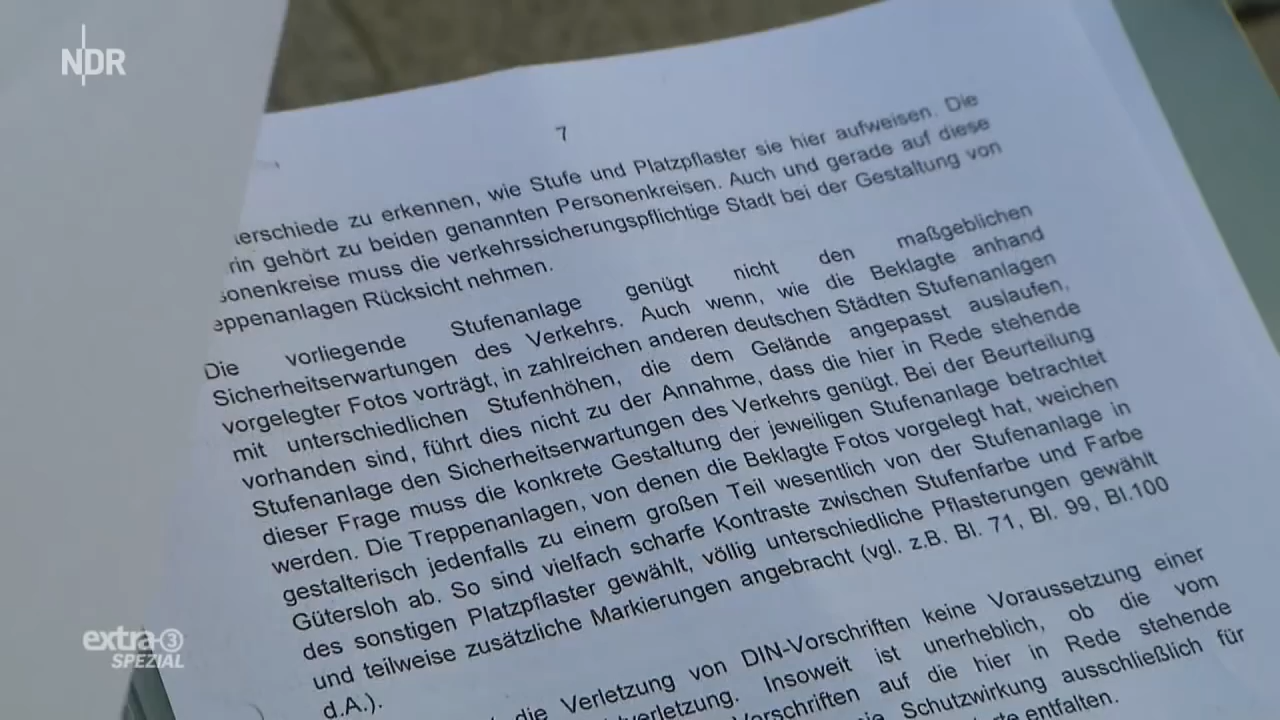 NDR
7
terschiede zu erkennen, wie Stufe und Platzpflaster sie hier aufweisen. Die
rin gehört zu beiden genannten Personenkreisen. Auch und gerade auf diese
sonenkreise muss die verkehrssicherungspflichtige Stadt bei der Gestaltung von
eppenanlagen Rücksicht nehmen.
Die vorliegende Stufenanlage genügt nicht den maßgeblichen
Sicherheitserwartungen des Verkehrs. Auch wenn, wie die Beklagte anhand
vorgelegter Fotos vorträgt, in zahlreichen anderen deutschen Städten Stufenanlagen
mit unterschiedlichen Stufenhöhen, die dem Gelände angepasst auslaufen,
vorhanden sind, führt dies nicht zu der Annahme, dass die hier in Rede stehende
Stufenanlage den Sicherheitserwartungen des Verkehrs genügt. Bei der Beurteilung
dieser Frage muss die konkrete Gestaltung der jeweiligen Stufenanlage betrachtet
werden. Die Treppenanlagen, von denen die Beklagte Fotos vorgelegt hat, weichen
gestalterisch jedenfalls zu einem großen Teil wesentlich von der Stufenanlage in
Gütersloh ab. So sind vielfach scharfe Kontraste zwischen Stufenfarbe und Farbe
des sonstigen Platzpflaster gewählt, völlig unterschiedliche Pflasterungen gewählt
und teilweise zusätzliche Markierungen angebracht (vgl. z.B. Bl. 71, Bl. 99, Bl.100
d.A.).
die Verletzung von DIN-Vorschriften keine Voraussetzung einer
verletzung. Insoweit ist unerheblich, ob die vom
Vorschriften auf die hier in Rede stehende
Schutzwirkung ausschließlich für
entfalten.
extra 3
SPEZIAL